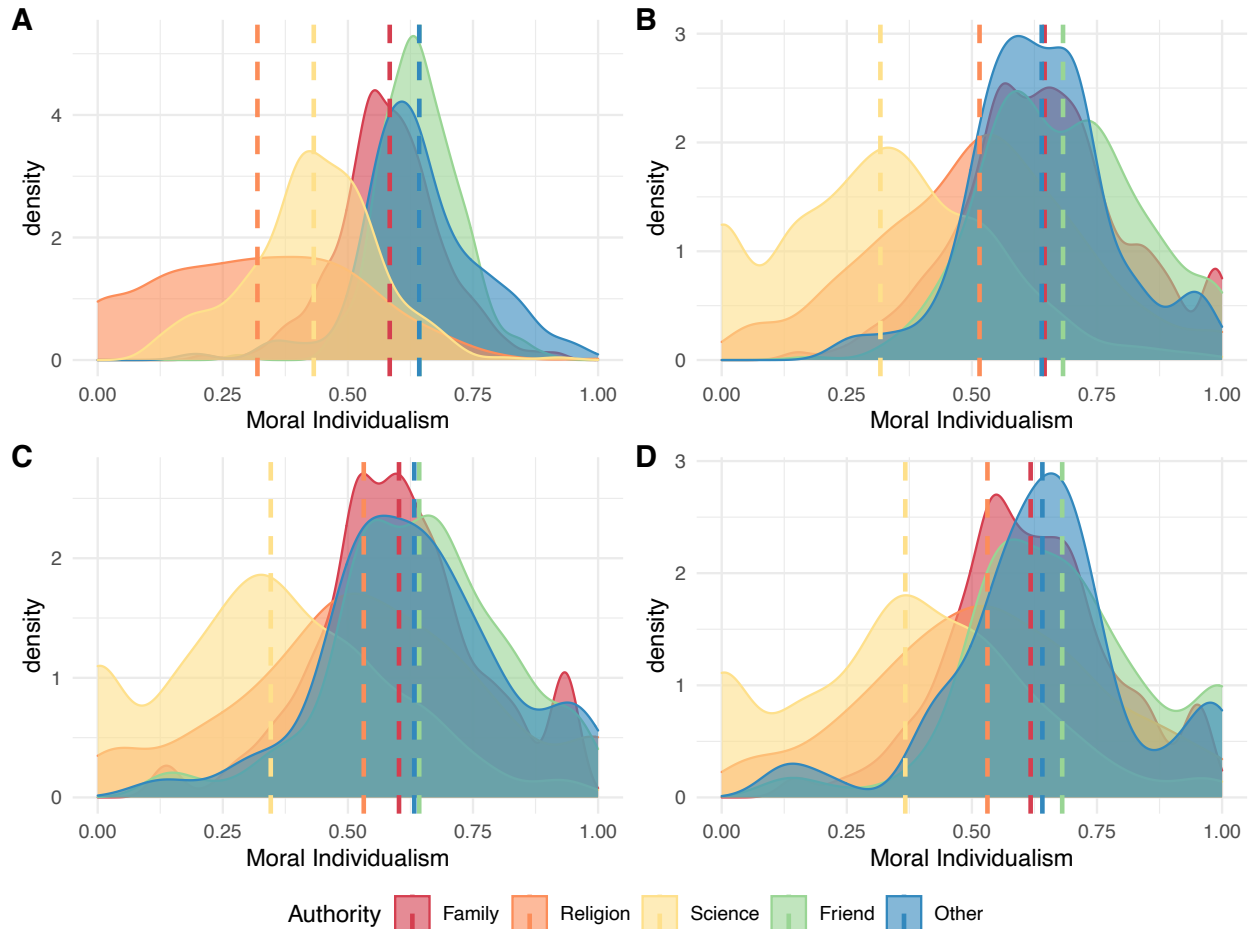 A
B
density
4
2
0
density
3
2
1
0
0.00 0.25 0.50 0.75 1.00
Moral Individualism
0.00 0.25 0.50 0.75 1.00
Moral Individualism
C
D
density
2
1
0
density
3
2
1
0
0.00 0.25 0.50 0.75 1.00
Moral Individualism
0.00 0.25 0.50 0.75 1.00
Moral Individualism
Authority Family Religion Science Friend Other